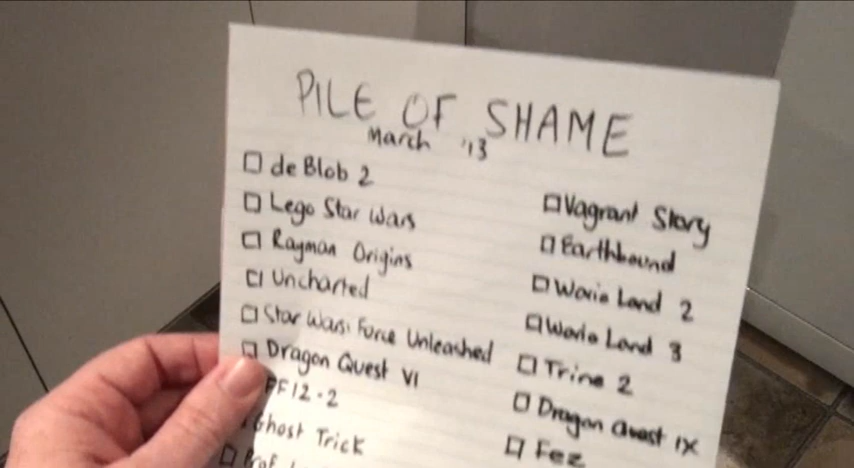 PILE OF SHAME
March '13
de Blob 2
Lego Star Wars
Rayman Origins
Uncharted
Star Wars: Force Unleashed
Dragon Quest VI
FF12-2
Ghost Trick
Prof
Vagrant Story
Earthbound
Wario Land 2
Wario Land 3
Trine 2
Dragon Quest IX
Fez